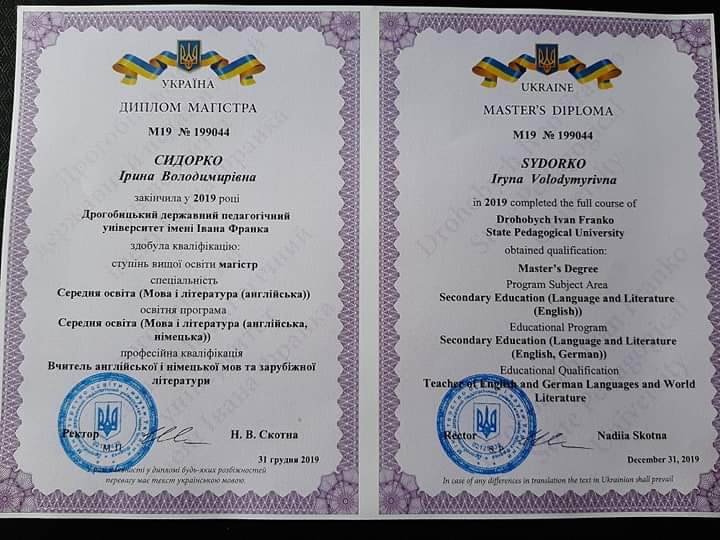 УКРАЇНА
ДИПЛОМ МАГІСТРА
М19 № 199044
СИДОРКО
Ірина Володимирівна
закінчила у 2019 році
Дрогобицький державний педагогічний
університет імені Івана Франка
здобула кваліфікацію:
ступінь вищої освіти магістр
спеціальність
Середня освіта (Мова і література (англійська))
освітня програма
Середня освіта (Мова і література (англійська,
німецька))
професійна кваліфікація
Вчитель англійської і німецької мов та зарубіжної
літератури
Ректор
М.П.
Н. В. Скотна
31 грудня 2019
У разі наявності у дипломі будь-яких розбіжностей
перевагу має текст українською мовою.
UKRAINE
MASTER'S DIPLOMA
М19 № 199044
SYDORKO
Iryna Volodymyrivna
in 2019 completed the full course of
Drohobych Ivan Franko
State Pedagogical University
obtained qualification:
Master's Degree
Program Subject Area
Secondary Education (Language and Literature
(English))
Educational Program
Secondary Education (Language and Literature
(English, German))
Educational Qualification
Teacher of English and German Languages and World
Literature
Rector
Nadiia Skotna
December 31, 2019
In case of any differences in translation the text in Ukrainian shall prevail